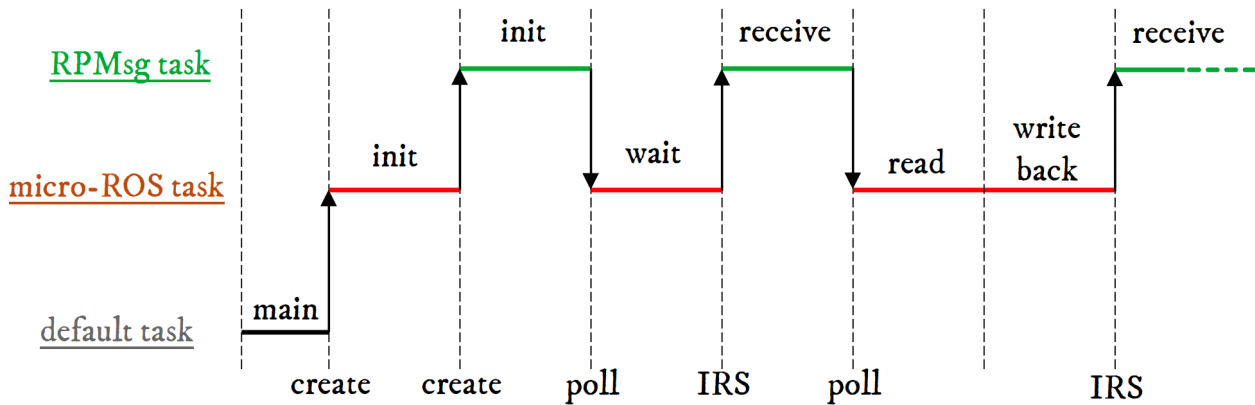 init
receive
receive
RPMsg task
init
wait
read
write
back
micro-ROS task
main
default task
create
create
poll
IRS
poll
IRS